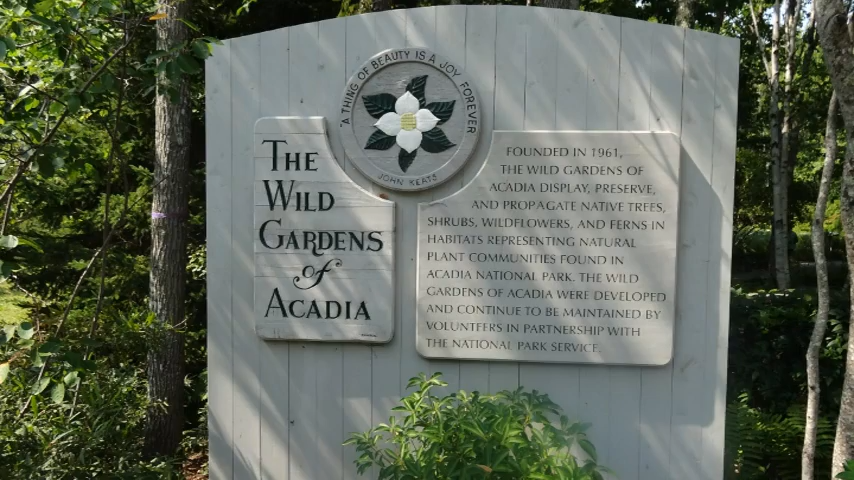 "A THING OF BEAUTY IS A JOY FOREVER"
JOHN KEATS
THE
WILD
GARDENS
of
ACADIA
FOUNDED IN 1961,
THE WILD GARDENS OF
ACADIA DISPLAY, PRESERVE,
AND PROPAGATE NATIVE TREES,
SHRUBS, WILDFLOWERS, AND FERNS IN
HABITATS REPRESENTING NATURAL
PLANT COMMUNITIES FOUND IN
ACADIA NATIONAL PARK. THE WILD
GARDENS OF ACADIA WERE DEVELOPED
AND CONTINUE TO BE MAINTAINED BY
VOLUNTEERS IN PARTNERSHIP WITH
THE NATIONAL PARK SERVICE.